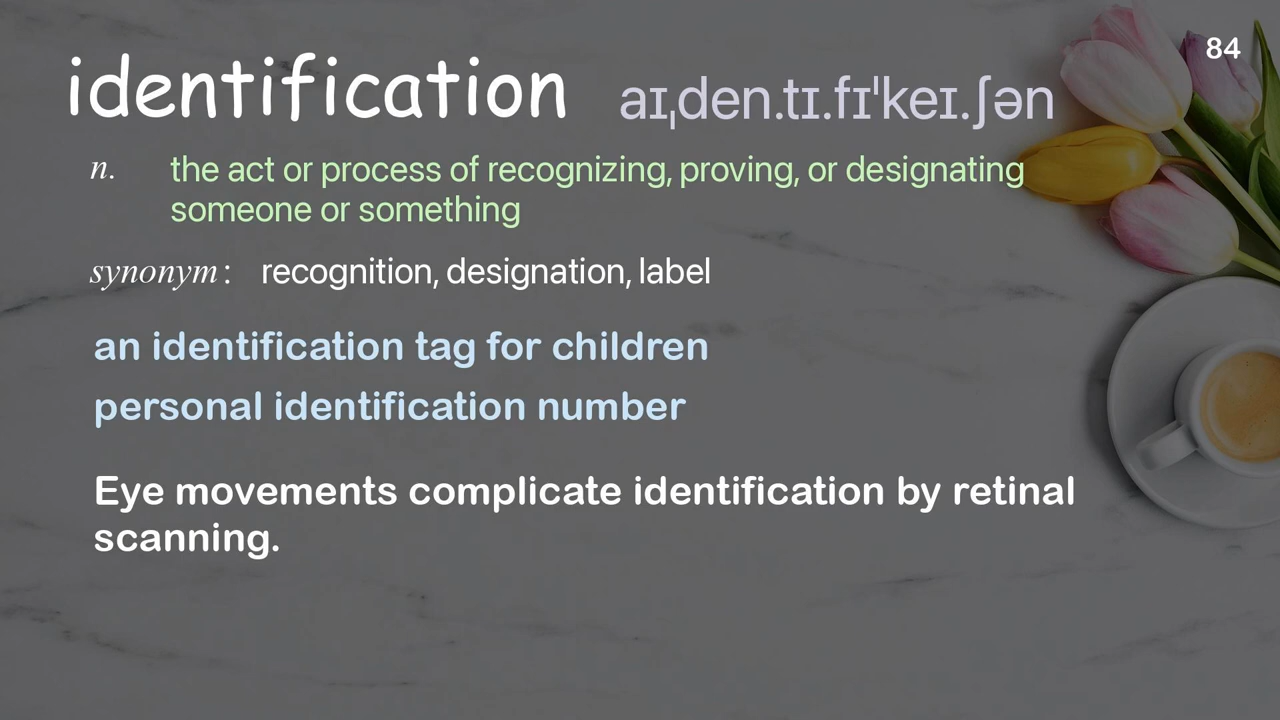 84
identification aɪˌden.tɪ.fɪˈkeɪ.ʃən
n. the act or process of recognizing, proving, or designating
someone or something
synonym: recognition, designation, label
an identification tag for children
personal identification number
Eye movements complicate identification by retinal
scanning.